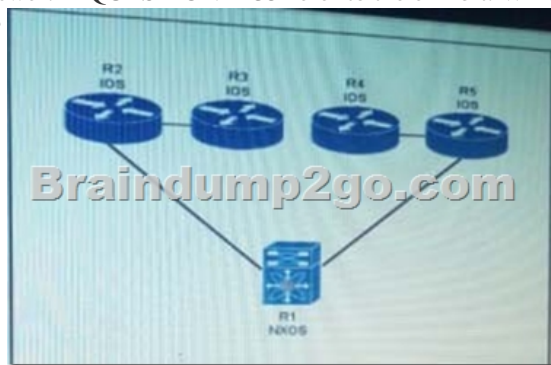 R2
IOS
R3
IOS
R4
IOS
R5
IOS
Braindump2go.com
R1
NXOS